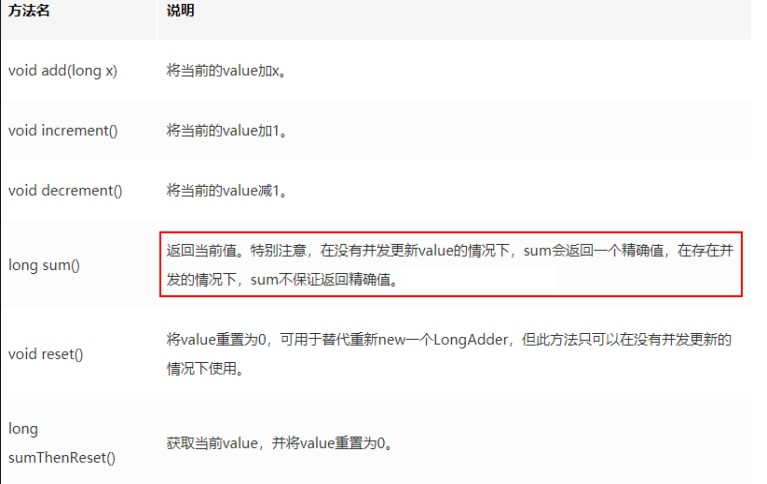 方法名 说明
void add(long x) 将当前的value加x。
void increment() 将当前的value加1。
void decrement() 将当前的value减1。
long sum() 返回当前值。特别注意，在没有并发更新value的情况下，sum会返回一个精确值，在存在并
发的情况下，sum不保证返回精确值。
void reset() 将value重置为0，可用于替代重新new一个LongAdder，但此方法只可以在没有并发更新的
情况下使用。
long
sumThenReset() 获取当前value，并将value重置为0。